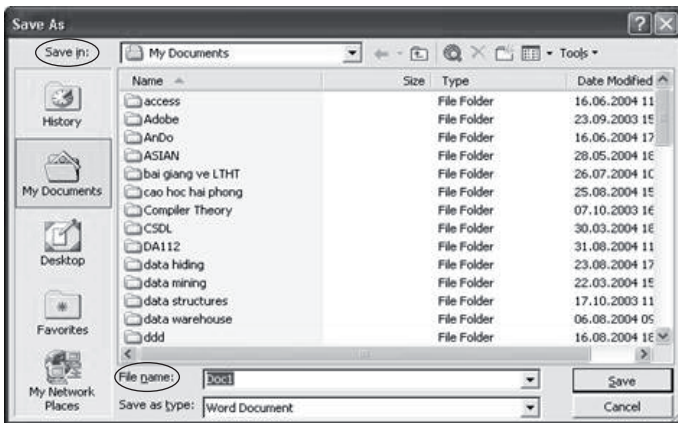 Save As
Save in: My Documents Tools
Name Size Type Date Modified
access File Folder 16.06.2004 11
Adobe File Folder 23.09.2003 15
AnDo File Folder 16.06.2004 17
ASIAN File Folder 28.05.2004 18
bai giang ve LTHT File Folder 26.07.2004 10
cao hoc hai phong File Folder 25.08.2004 15
Compiler Theory File Folder 07.10.2003 16
CSDL File Folder 30.03.2004 18
DA112 File Folder 31.08.2004 11
data hiding File Folder 23.08.2004 17
data mining File Folder 22.03.2004 15
data structures File Folder 17.10.2003 11
data warehouse File Folder 06.08.2004 09
ddd File Folder 16.08.2004 18
History
My Documents
Desktop
Favorites
My Network
Places
File name: Doc1 Save
Save as type: Word Document Cancel